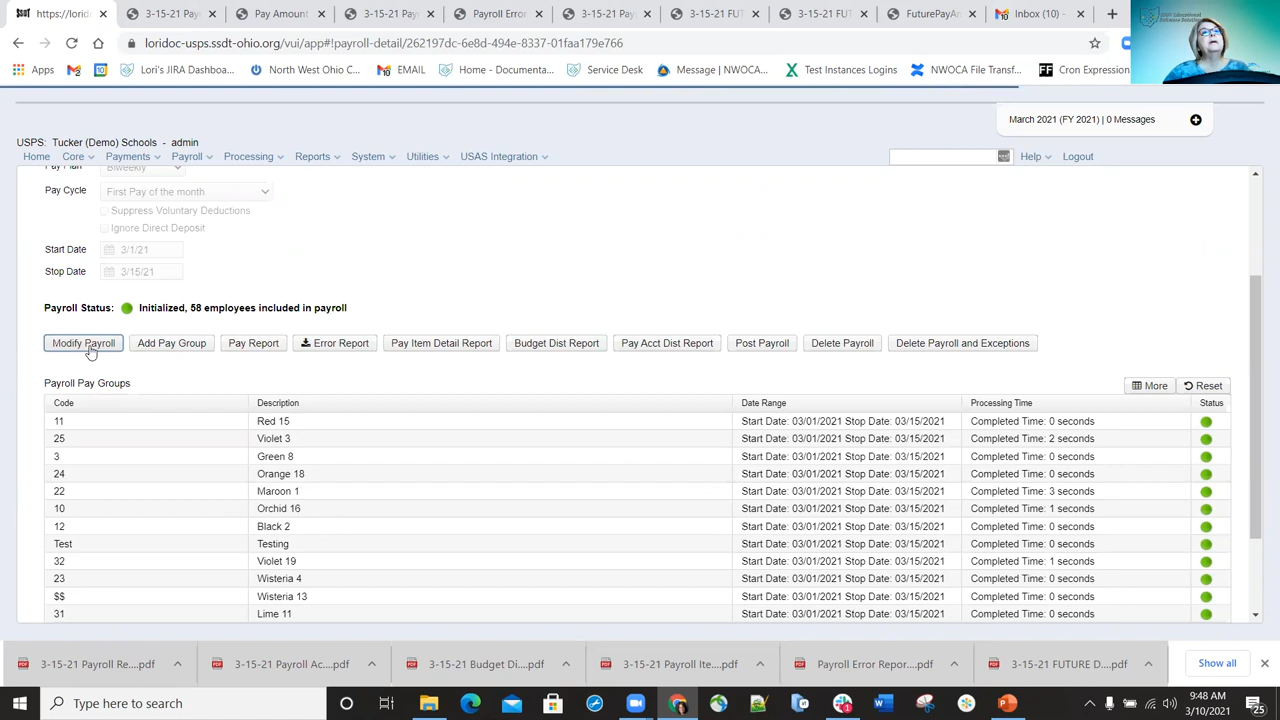 https://lorid
3-15-21 Pay
Pay Amount
3-15-21 Pay
User Error
3-15-21 Pay
3-15-21 FUT
3-15-21 FUT
FuturePayAn
Inbox (10) -
loridoc-usps.ssdt-ohio.org/vui/app#!payroll-detail/262197dc-6e8d-494e-8337-01faa179e766
Apps
Lori's JIRA Dashboa...
North West Ohio C...
EMAIL
Home - Documenta...
Service Desk
Message | NWOCA...
Test Instances Logins
NWOCA File Transf...
Cron Expression
March 2021 (FY 2021) | 0 Messages
USPS: Tucker (Demo) Schools - admin
Home Core Payments Payroll Processing Reports System Utilities USAS Integration Help Logout
Pay Plan Biweekly
Pay Cycle First Pay of the month
Suppress Voluntary Deductions
Ignore Direct Deposit
Start Date 3/1/21
Stop Date 3/15/21
Payroll Status: Initialized, 58 employees included in payroll
Modify Payroll Add Pay Group Pay Report Error Report Pay Item Detail Report Budget Dist Report Pay Acct Dist Report Post Payroll Delete Payroll Delete Payroll and Exceptions
Payroll Pay Groups More Reset
Code Description Date Range Processing Time Status
11 Red 15 Start Date: 03/01/2021 Stop Date: 03/15/2021 Completed Time: 0 seconds
25 Violet 3 Start Date: 03/01/2021 Stop Date: 03/15/2021 Completed Time: 2 seconds
3 Green 8 Start Date: 03/01/2021 Stop Date: 03/15/2021 Completed Time: 0 seconds
24 Orange 18 Start Date: 03/01/2021 Stop Date: 03/15/2021 Completed Time: 0 seconds
22 Maroon 1 Start Date: 03/01/2021 Stop Date: 03/15/2021 Completed Time: 3 seconds
10 Orchid 16 Start Date: 03/01/2021 Stop Date: 03/15/2021 Completed Time: 1 seconds
12 Black 2 Start Date: 03/01/2021 Stop Date: 03/15/2021 Completed Time: 0 seconds
Test Testing Start Date: 03/01/2021 Stop Date: 03/15/2021 Completed Time: 0 seconds
32 Violet 19 Start Date: 03/01/2021 Stop Date: 03/15/2021 Completed Time: 1 seconds
23 Wisteria 4 Start Date: 03/01/2021 Stop Date: 03/15/2021 Completed Time: 0 seconds
$$ Wisteria 13 Start Date: 03/01/2021 Stop Date: 03/15/2021 Completed Time: 0 seconds
31 Lime 11 Start Date: 03/01/2021 Stop Date: 03/15/2021 Completed Time: 0 seconds
3-15-21 Payroll Re....pdf
3-15-21 Payroll Ac....pdf
3-15-21 Budget Di....pdf
3-15-21 Payroll Ite....pdf
Payroll Error Repor....pdf
3-15-21 FUTURE D....pdf
Show all
Type here to search
9:48 AM
3/10/2021
25